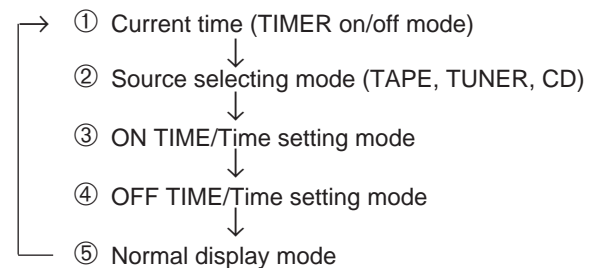 ① Current time (TIMER on/off mode)
② Source selecting mode (TAPE, TUNER, CD)
③ ON TIME/Time setting mode
④ OFF TIME/Time setting mode
⑤ Normal display mode